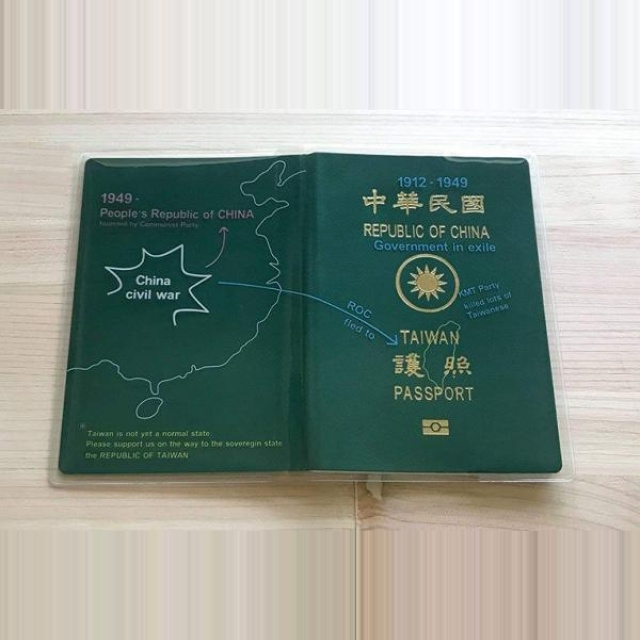 1949 -
People's Republic of CHINA
founded by Communist Party
China
civil war
ROC
fled to
※
Taiwan is not yet a normal state
Please support us on the way to the soveregin state
the REPUBLIC OF TAIWAN
1912 - 1949
中華民國
REPUBLIC OF CHINA
Government in exile
KMT Party
killed lots of
Taiwanese
TAIWAN
護照
PASSPORT